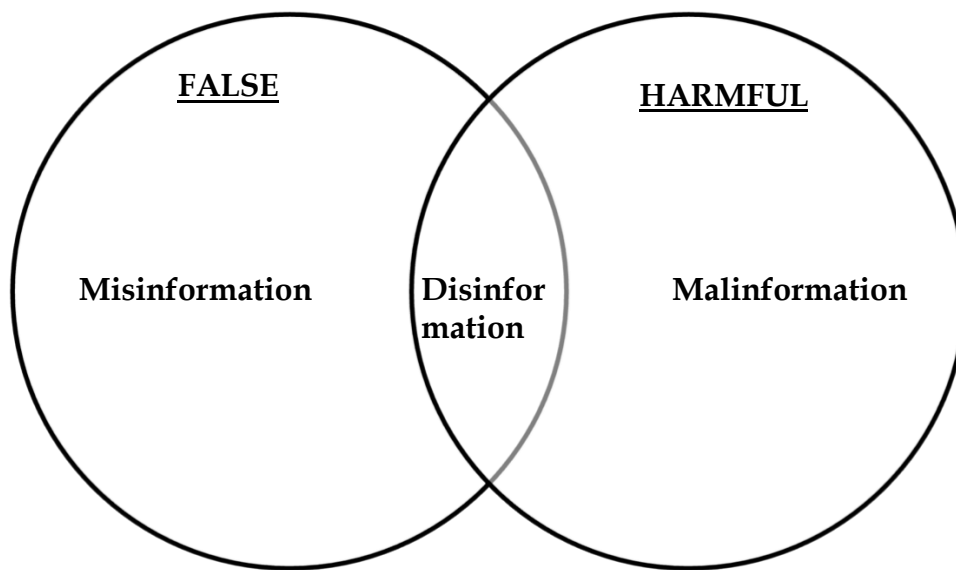 FALSE
HARMFUL
Misinformation
Disinfor
mation
Malinformation